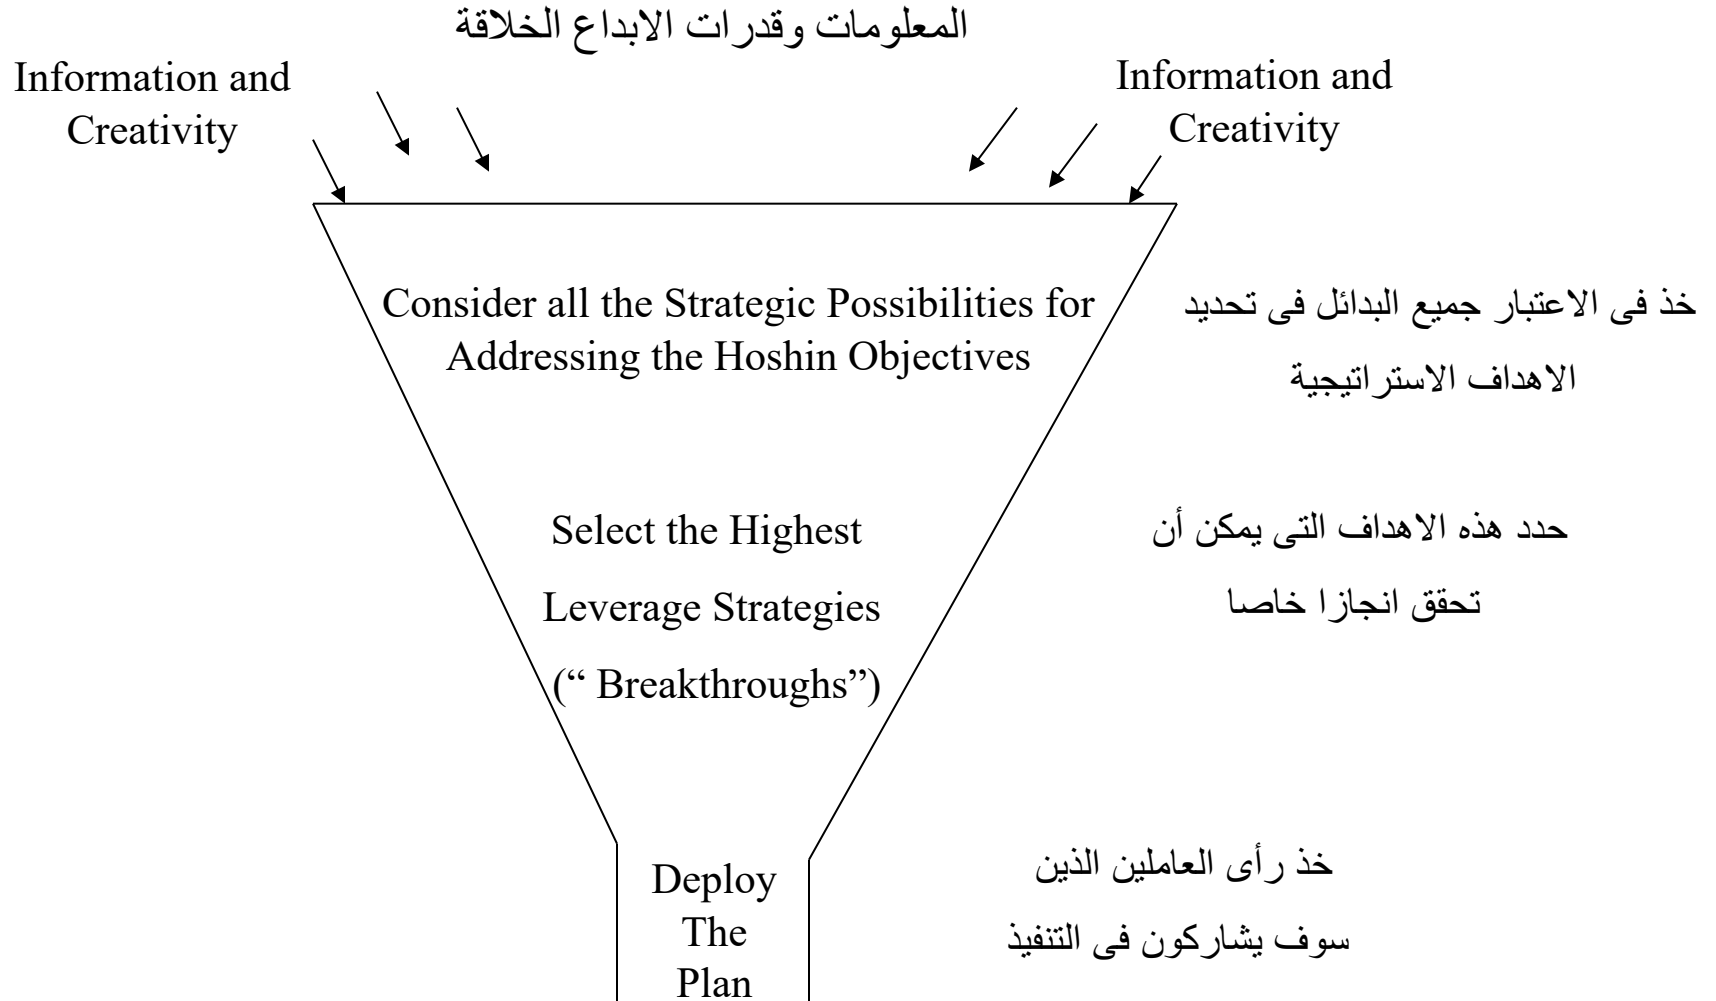 المعلومات وقدرات الابداع الخلاقة
Information and
Creativity
Information and
Creativity
Consider all the Strategic Possibilities for
Addressing the Hoshin Objectives
خذ فى الاعتبار جميع البدائل فى تحديد
الاهداف الاستراتيجية
Select the Highest
Leverage Strategies
(“ Breakthroughs”)
حدد هذه الاهداف التى يمكن أن
تحقق انجازا خاصا
Deploy
The
Plan
خذ رأى العاملين الذين
سوف يشاركون فى التنفيذ